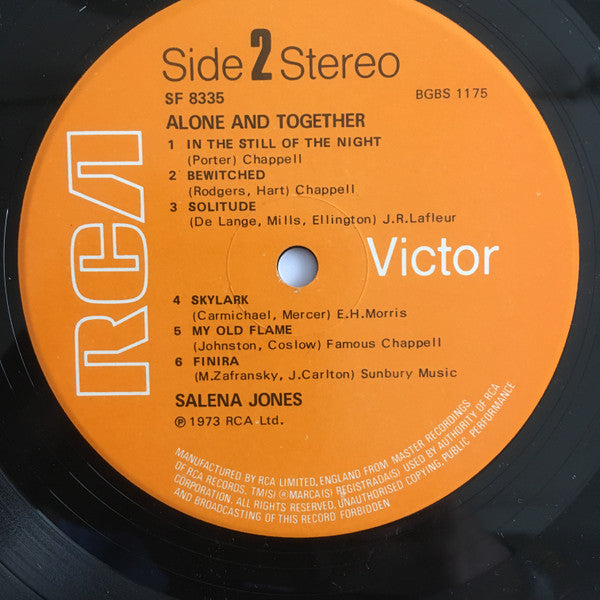 Side 2 Stereo
SF 8335
BGBS 1175
ALONE AND TOGETHER
1 IN THE STILL OF THE NIGHT
(Porter) Chappell
2 BEWITCHED
(Rodgers, Hart) Chappell
3 SOLITUDE
(De Lange, Mills, Ellington) J.R.Lafleur
RCA
Victor
4 SKYLARK
(Carmichael, Mercer) E.H.Morris
5 MY OLD FLAME
(Johnston, Coslow) Famous Chappell
6 FINIRA
(M.Zafransky, J.Carlton) Sunbury Music
SALENA JONES
℗ 1973 RCA Ltd.
MANUFACTURED BY RCA LIMITED, ENGLAND FROM MASTER RECORDINGS
OF RCA RECORDS. TM(S) ® MARCA(S) REGISTRADA(S) USED BY AUTHORITY OF RCA
CORPORATION. ALL RIGHTS RESERVED. UNAUTHORISED COPYING, PUBLIC PERFORMANCE
AND BROADCASTING OF THIS RECORD FORBIDDEN